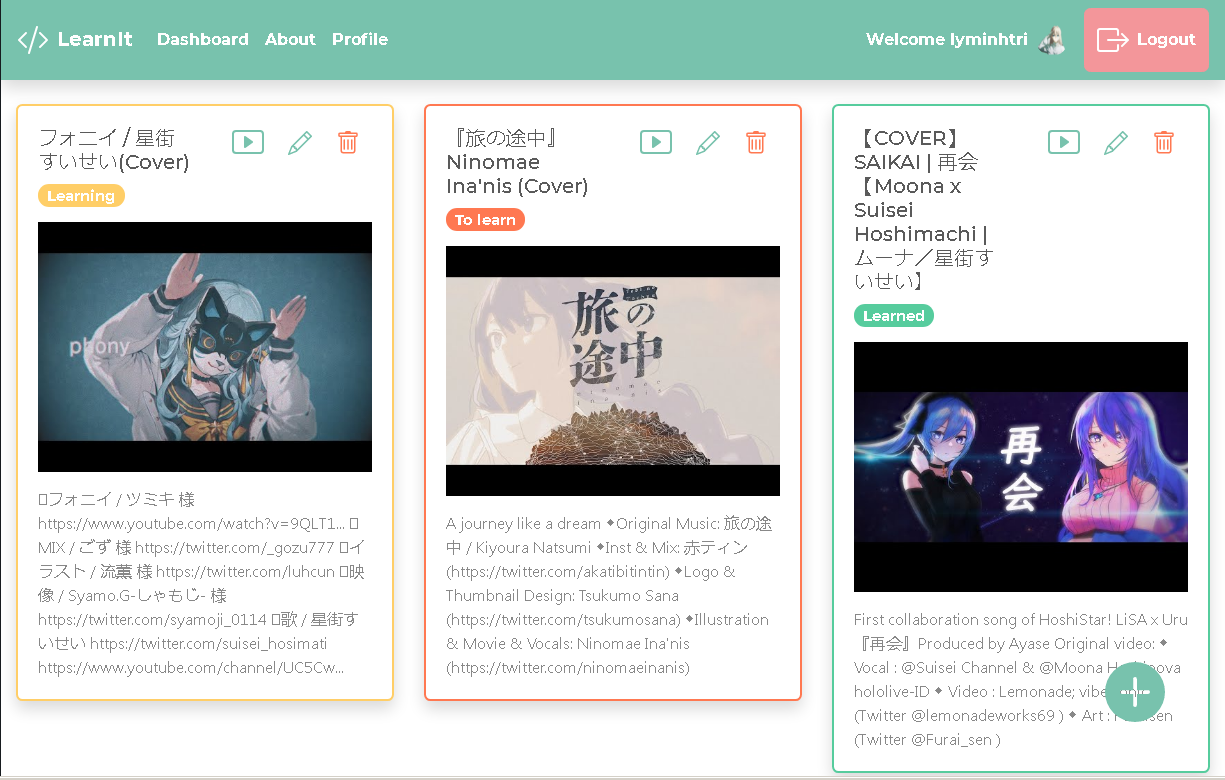 LearnIt Dashboard About Profile Welcome lyminhtri Logout
フォニイ / 星街
すいせい(Cover)
Learning
phony
フォニイ / ツミキ 様
https://www.youtube.com/watch?v=9QLT1...
MIX / ごず 様 https://twitter.com/_gozu777 イ
ラスト / 流薫 様 https://twitter.com/luhcun 映
像 / Syamo.G-しゃもじ- 様
https://twitter.com/syamoji_0114 歌 / 星街す
いせい https://twitter.com/suisei_hosimati
https://www.youtube.com/channel/UC5Cw...
『旅の途中』
Ninomae
Ina'nis (Cover)
To learn
旅の
途中
ninomae
ina'nis
A journey like a dream ◆Original Music: 旅の途
中 / Kiyoura Natsumi ◆Inst & Mix: 赤ティン
(https://twitter.com/akatibitintin) ◆Logo &
Thumbnail Design: Tsukumo Sana
(https://twitter.com/tsukumosana) ◆Illustration
& Movie & Vocals: Ninomae Ina'nis
(https://twitter.com/ninomaeinanis)
【COVER】
SAIKAI | 再会
【Moona x
Suisei
Hoshimachi |
ムーナ／星街す
いせい】
Learned
再
会
First collaboration song of HoshiStar! LiSA x Uru
『再会』Produced by Ayase Original video: ◆
Vocal : @Suisei Channel & @Moona Hoshinova
hololive-ID ◆ Video : Lemonade; vibe
(Twitter @lemonadeworks69 ) ◆ Art :
(Twitter @Furai_sen )